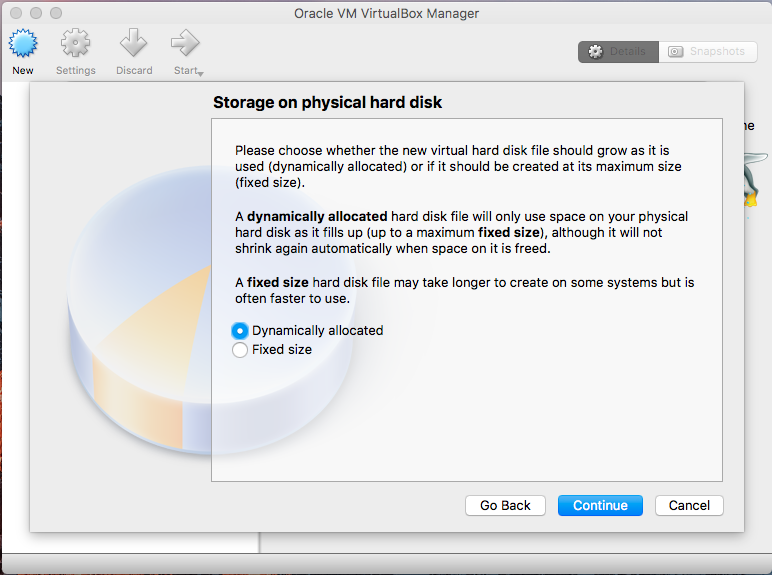 Oracle VM VirtualBox Manager
New
Settings
Discard
Start
Details
Snapshots
Storage on physical hard disk
Please choose whether the new virtual hard disk file should grow as it is
used (dynamically allocated) or if it should be created at its maximum size
(fixed size).
A dynamically allocated hard disk file will only use space on your physical
hard disk as it fills up (up to a maximum fixed size), although it will not
shrink again automatically when space on it is freed.
A fixed size hard disk file may take longer to create on some systems but is
often faster to use.
Dynamically allocated
Fixed size
Go Back
Continue
Cancel